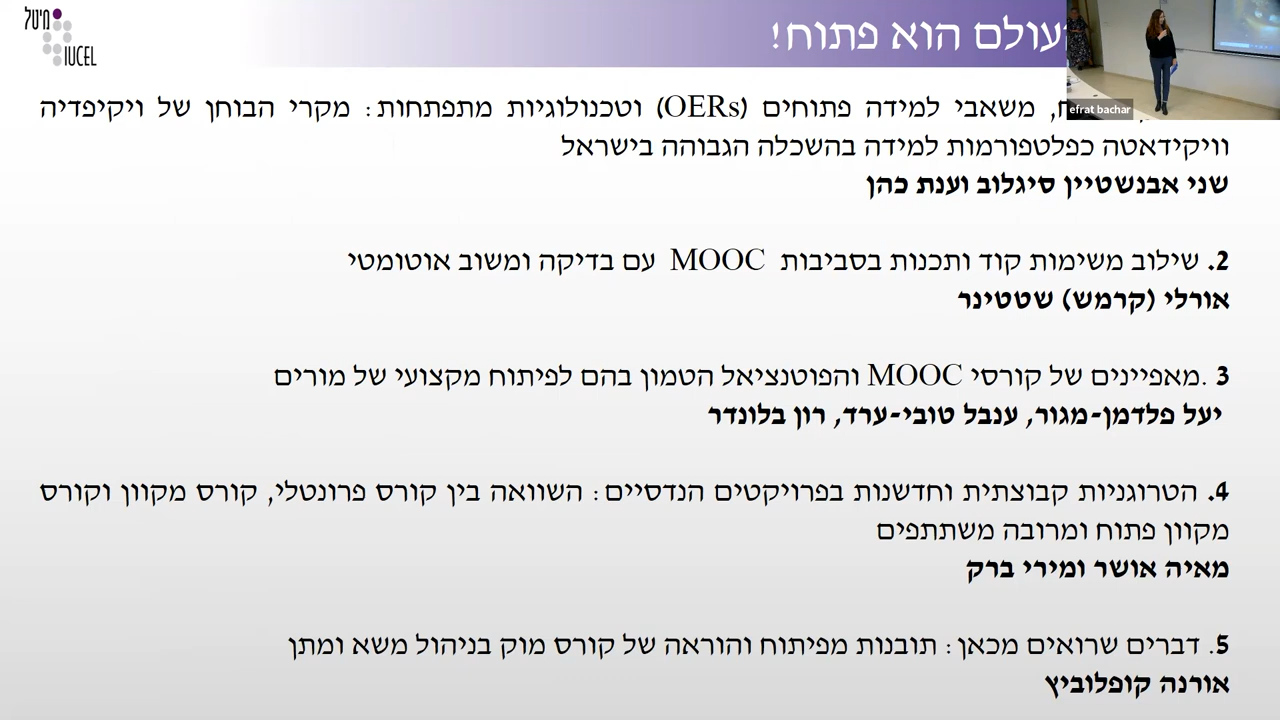 מיטל
IUCEL
עולם הוא פתוח!
efrat bachar
משאבי למידה פתוחים (OERs) וטכנולוגיות מתפתחות: מקרי הבוחן של ויקיפדיה
וויקידאטה כפלטפורמות למידה בהשכלה הגבוהה בישראל
שני אבנשטיין סיגלוב וענת כהן
2. שילוב משימות קוד ותכנות בסביבות MOOC עם בדיקה ומשוב אוטומטי
אורלי (קרמש) שטטינר
3 .מאפיינים של קורסי MOOC והפוטנציאל הטמון בהם לפיתוח מקצועי של מורים
יעל פלדמן-מגור, ענבל טובי-ערד, רון בלונדר
4. הטרוגניות קבוצתית וחדשנות בפרויקטים הנדסיים: השוואה בין קורס פרונטלי, קורס מקוון וקורס
מקוון פתוח ומרובה משתתפים
מאיה אושר ומירי ברק
5. דברים שרואים מכאן: תובנות מפיתוח והוראה של קורס מוק בניהול משא ומתן
אורנה קופלוביץ